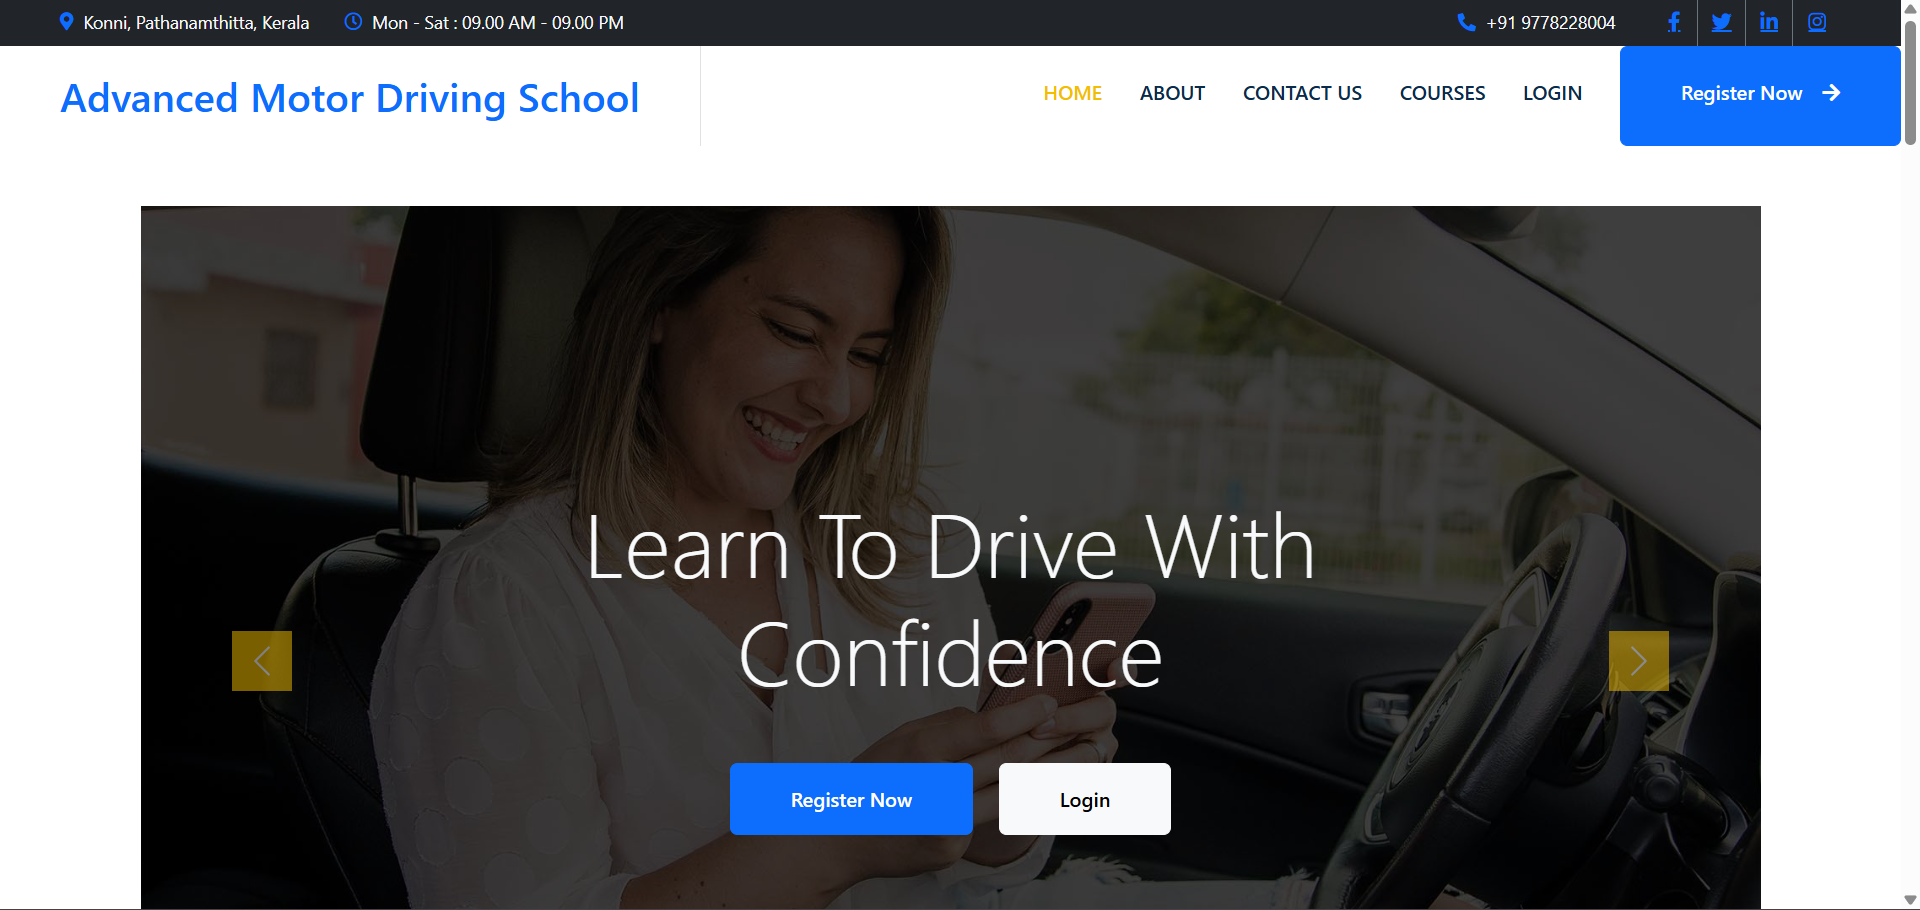 Konni, Pathanamthitta, Kerala
Mon - Sat : 09.00 AM - 09.00 PM
+91 9778228004
Advanced Motor Driving School
HOME
ABOUT
CONTACT US
COURSES
LOGIN
Register Now
Learn To Drive With
Confidence
Register Now
Login